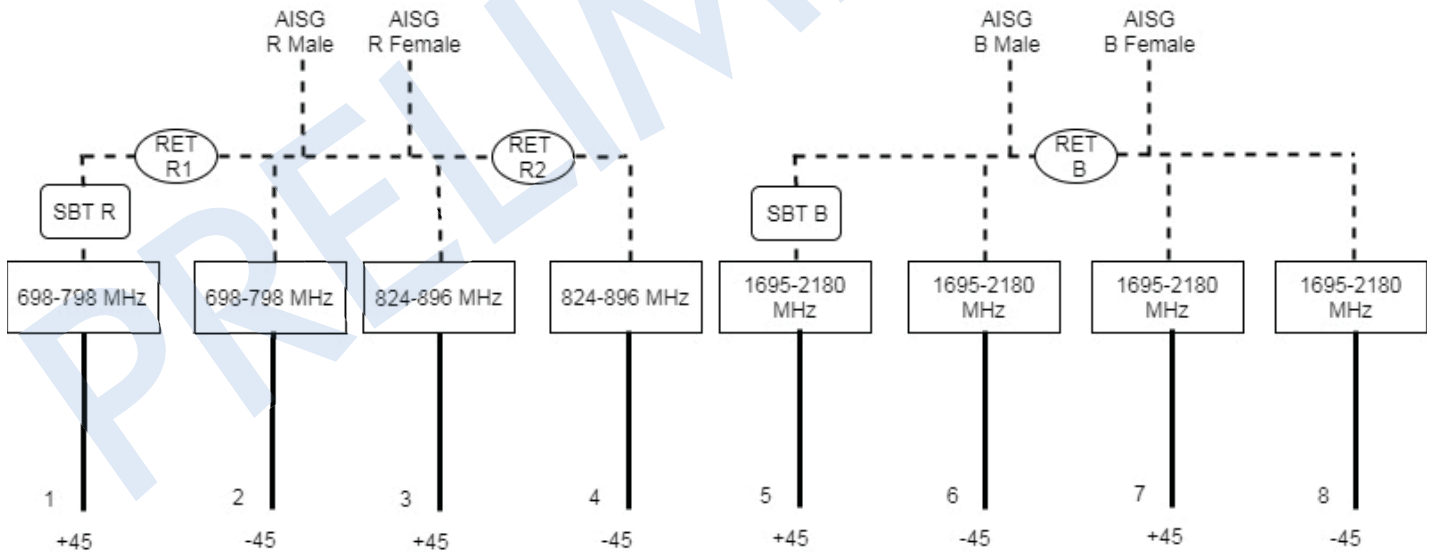 AISG
R Male
AISG
R Female
AISG
B Male
AISG
B Female
RET
R1
RET
R2
RET
B
SBT R
SBT B
698-798 MHz
698-798 MHz
824-896 MHz
824-896 MHz
1695-2180
MHz
1695-2180
MHz
1695-2180
MHz
1695-2180
MHz
1
2
3
4
5
6
7
8
+45
-45
+45
-45
+45
-45
+45
-45